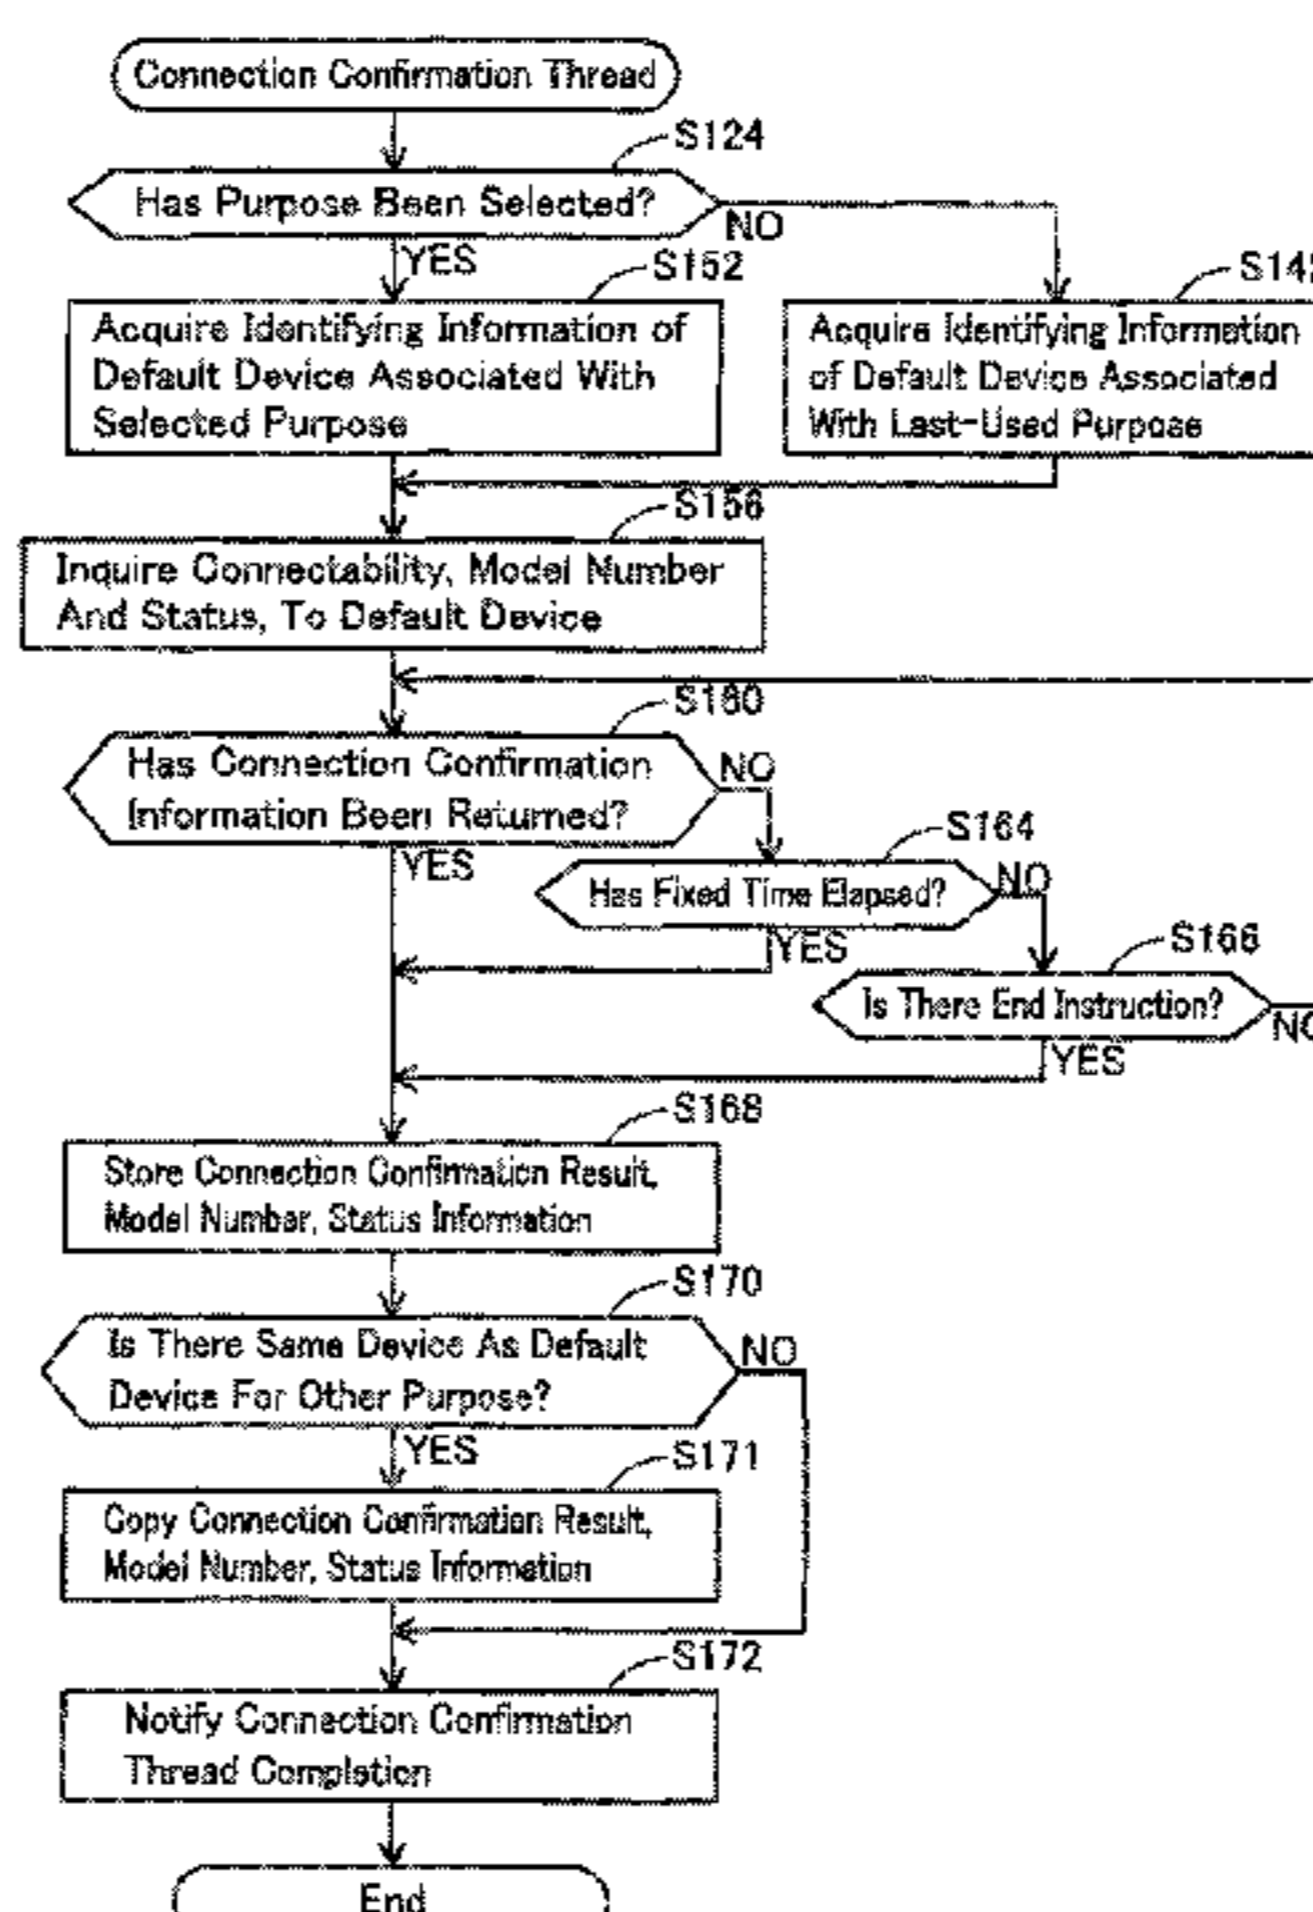 Connection Confirmation Thread
S124
Has Purpose Been Selected?
NO
YES
S152
Acquire Identifying Information of
Default Device Associated With
Selected Purpose
Acquire Identifying Information
of Default Device Associated
With Last-Used Purpose
S156
Inquire Connectability, Model Number
And Status, To Default Device
S160
Has Connection Confirmation
Information Been Returned?
NO
YES
S164
Has Fixed Time Elapsed?
NO
YES
S166
Is There End Instruction?
NO
YES
S168
Store Connection Confirmation Result,
Model Number, Status Information
S170
Is There Same Device As Default
Device For Other Purpose?
NO
YES
S171
Copy Connection Confirmation Result,
Model Number, Status Information
S172
Notify Connection Confirmation
Thread Completion
End